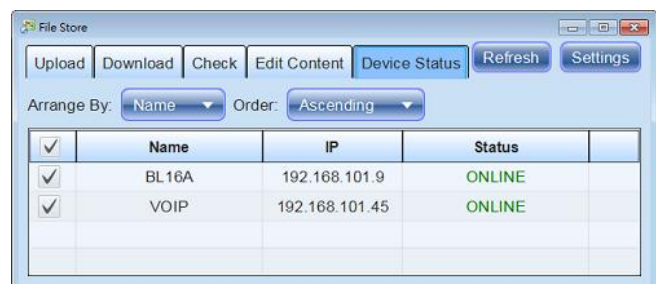 File Store
Upload Download Check Edit Content Device Status Refresh Settings
Arrange By: Name Order: Ascending
Name IP Status
BL16A 192.168.101.9 ONLINE
VOIP 192.168.101.45 ONLINE